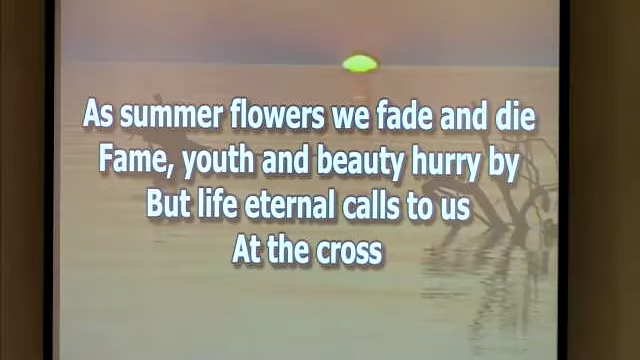 As summer flowers we fade and die
Fame, youth and beauty hurry by
But life eternal calls to us
At the cross